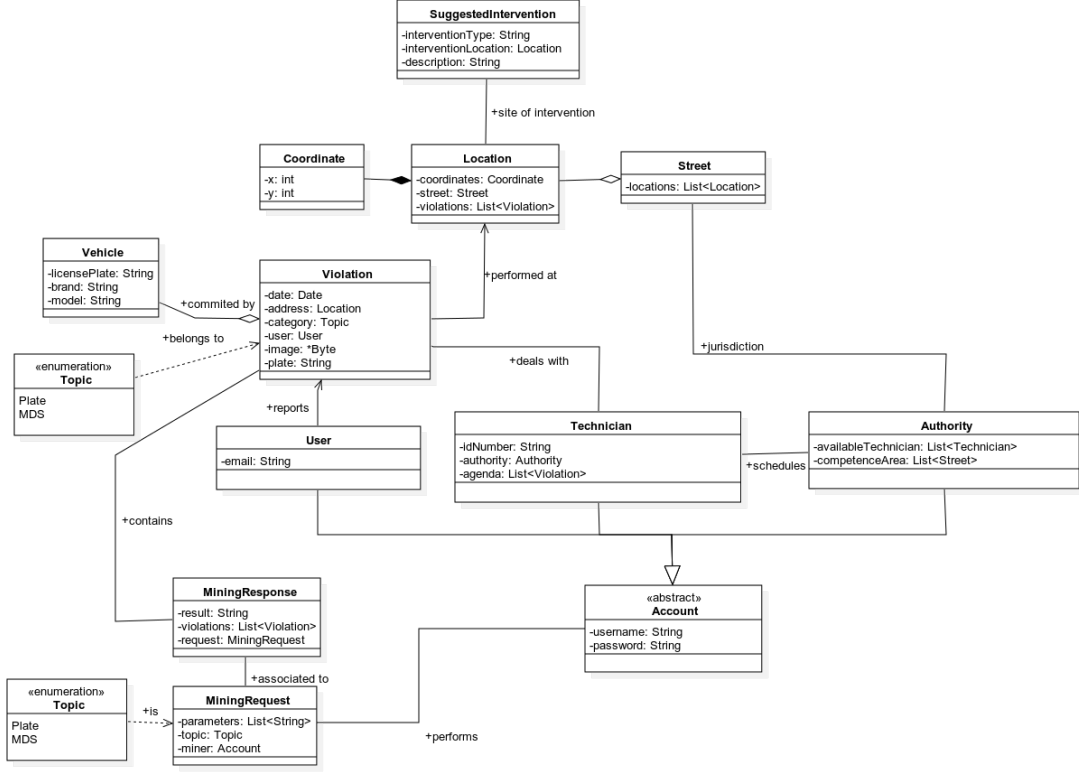 SuggestedIntervention
-interventionType: String
-interventionLocation: Location
-description: String
+site of intervention
Coordinate
-x: int
-y: int
Location
-coordinates: Coordinate
-street: Street
-violations: List<Violation>
Street
-locations: List<Location>
Vehicle
-licensePlate: String
-brand: String
-model: String
+commited by
Violation
-date: Date
-address: Location
-category: Topic
-user: User
-image: *Byte
-plate: String
+performed at
+belongs to
«enumeration»
Topic
Plate
MDS
+deals with
+jurisdiction
+reports
User
-email: String
Technician
-idNumber: String
-authority: Authority
-agenda: List<Violation>
+schedules
Authority
-availableTechnician: List<Technician>
-competenceArea: List<Street>
+contains
MiningResponse
-result: String
-violations: List<Violation>
-request: MiningRequest
«abstract»
Account
-username: String
-password: String
+associated to
«enumeration»
Topic
Plate
MDS
+is
MiningRequest
-parameters: List<String>
-topic: Topic
-miner: Account
+performs